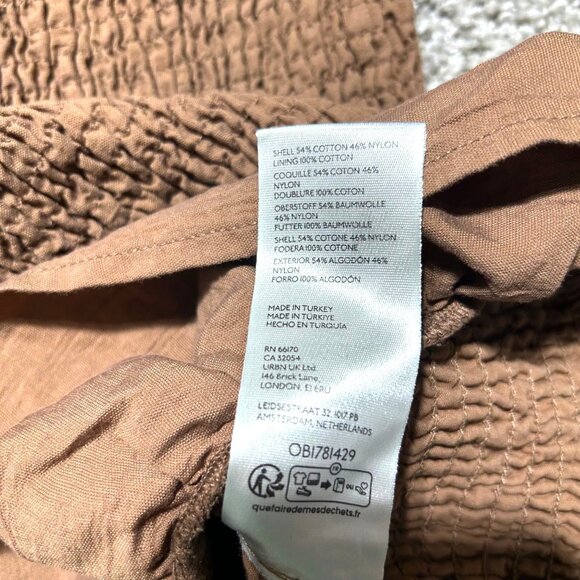 SHELL 54% COTTON 46% NYLON
LINING 100% COTTON
COQUILLE 54% COTON 46%
NYLON
DOUBLURE 100% COTON
OBERSTOFF 54% BAUMWOLLE
46% NYLON
FUTTER 100% BAUMWOLLE
SHELL 54% COTONE 46% NYLON
FODERA 100% COTONE
EXTERIOR 54% ALGODÓN 46%
NYLON
FORRO 100% ALGODÓN
MADE IN TURKEY
MADE IN TÜRKIYE
HECHO EN TURQUÍA
RN 66170
CA 32054
URBN UK Ltd.
146 Brick Lane,
LONDON, E1 6RU
LEIDSESTRAAT 32, 1017 PB
AMSTERDAM, NETHERLANDS
OB1781429
FR
OU
quefairedemesdechets.fr